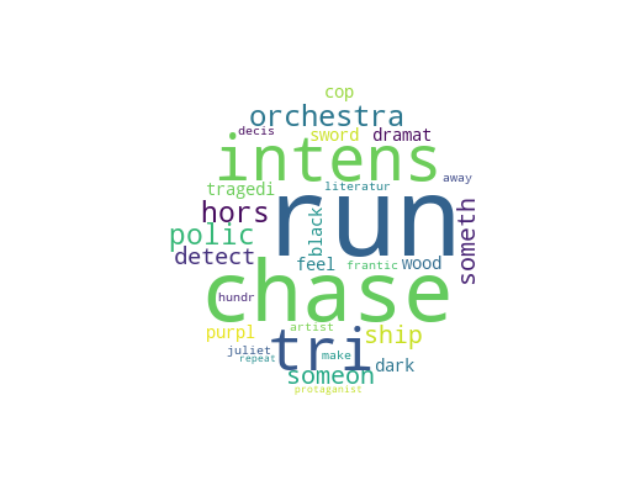 cop
orchestra
decis
sword
dramat
intens
away
tragedi
literatur
run
hors
someth
black
polic
detect
feel
frantic
wood
chase
hundr
artist
purpl
tri
ship
juliet
make
repeat
dark
someon
protaganist